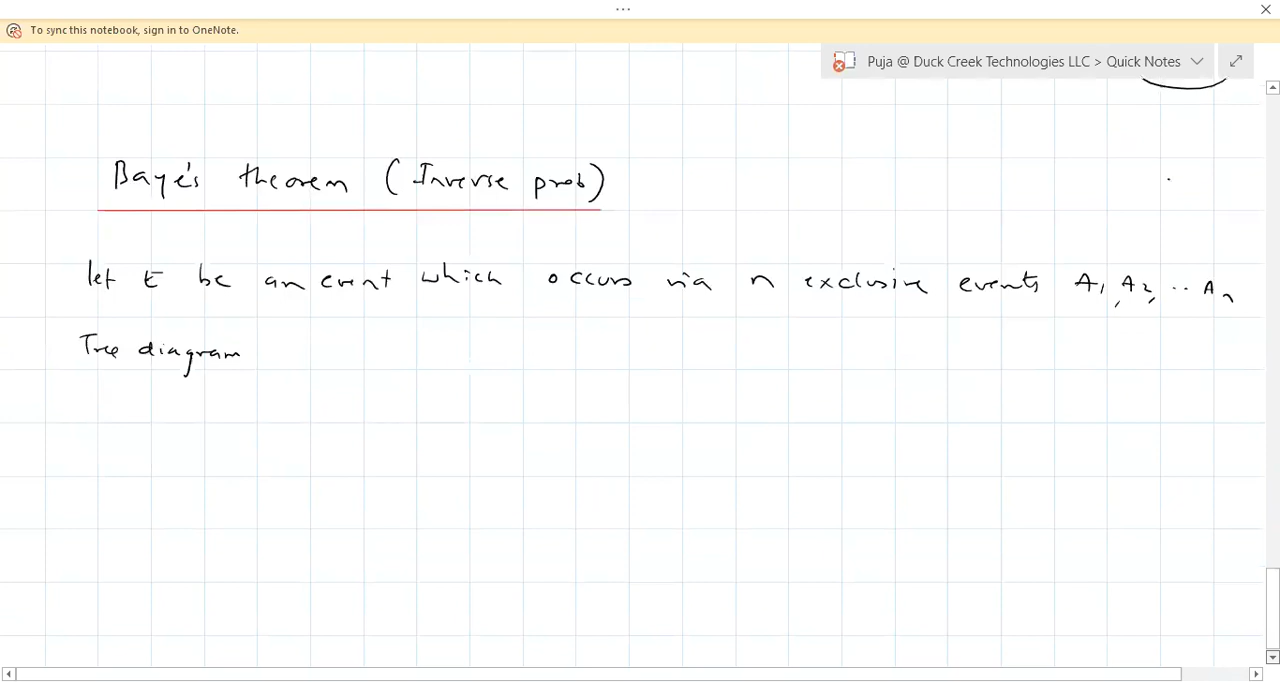 ...
To sync this notebook, sign in to OneNote.
Puja @ Duck Creek Technologies LLC > Quick Notes
Baye's theorem (Inverse prob)
let E be an event which occurs via n exclusive events A1, A2, .. An
Tree diagram